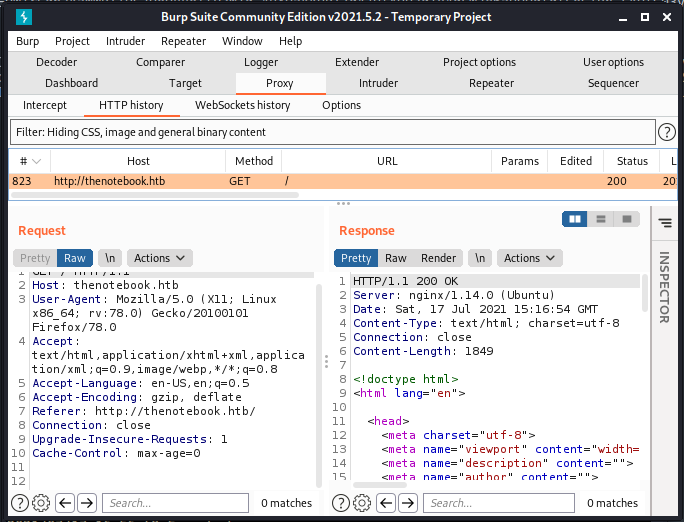 Burp Suite Community Edition v2021.5.2 - Temporary Project
Burp Project Intruder Repeater Window Help
Decoder Comparer Logger Extender Project options User options
Dashboard Target Proxy Intruder Repeater Sequencer
Intercept HTTP history WebSockets history Options
Filter: Hiding CSS, image and general binary content ?
# Host Method URL Params Edited Status L
823 http://thenotebook.htb GET / 200 20
Request
Pretty Raw \n Actions
1 GET / HTTP/1.1
2 Host: thenotebook.htb
3 User-Agent: Mozilla/5.0 (X11; Linux
x86_64; rv:78.0) Gecko/20100101
Firefox/78.0
4 Accept:
text/html,application/xhtml+xml,applica
tion/xml;q=0.9,image/webp,*/*;q=0.8
5 Accept-Language: en-US,en;q=0.5
6 Accept-Encoding: gzip, deflate
7 Referer: http://thenotebook.htb/
8 Connection: close
9 Upgrade-Insecure-Requests: 1
10 Cache-Control: max-age=0
11
12
? Search... 0 matches
Response
Pretty Raw Render \n Actions
1 HTTP/1.1 200 OK
2 Server: nginx/1.14.0 (Ubuntu)
3 Date: Sat, 17 Jul 2021 15:16:54 GMT
4 Content-Type: text/html; charset=utf-8
5 Connection: close
6 Content-Length: 1849
7
8 <!doctype html>
9 <html lang="en">
10
11 <head>
12 <meta charset="utf-8">
13 <meta name="viewport" content="width=
14 <meta name="description" content="">
15 <meta name="author" content="">
? Search... 0 matches
INSPECTOR